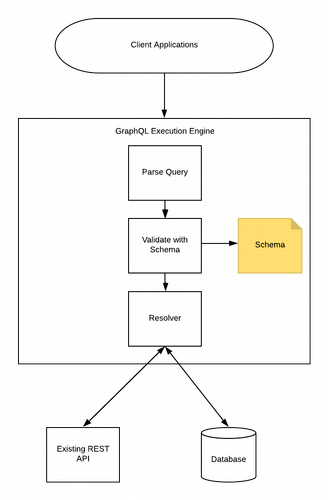 Client Applications
GraphQL Execution Engine
Parse Query
Validate with
Schema
Schema
Resolver
Existing REST
API
Database